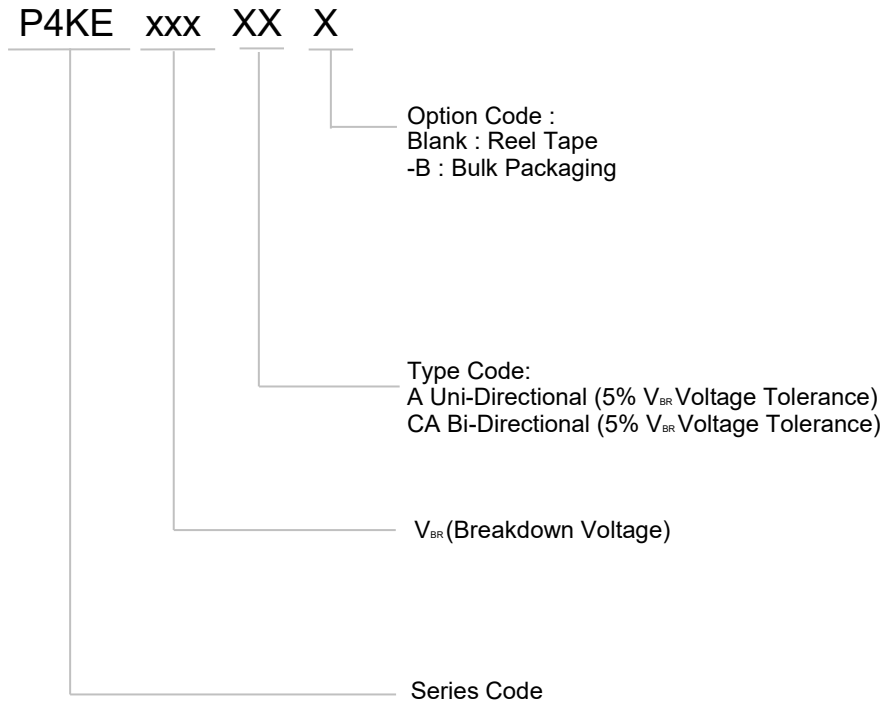 P4KE xxx XX X
Option Code :
Blank : Reel Tape
-B : Bulk Packaging
Type Code:
A Uni-Directional (5% VBR Voltage Tolerance)
CA Bi-Directional (5% VBR Voltage Tolerance)
VBR (Breakdown Voltage)
Series Code